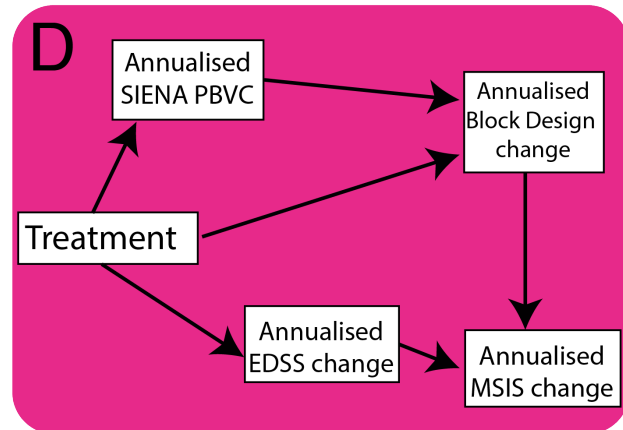 D
Annualised
SIENA PBVC
Annualised
Block Design
change
Treatment
Annualised
EDSS change
Annualised
MSIS change